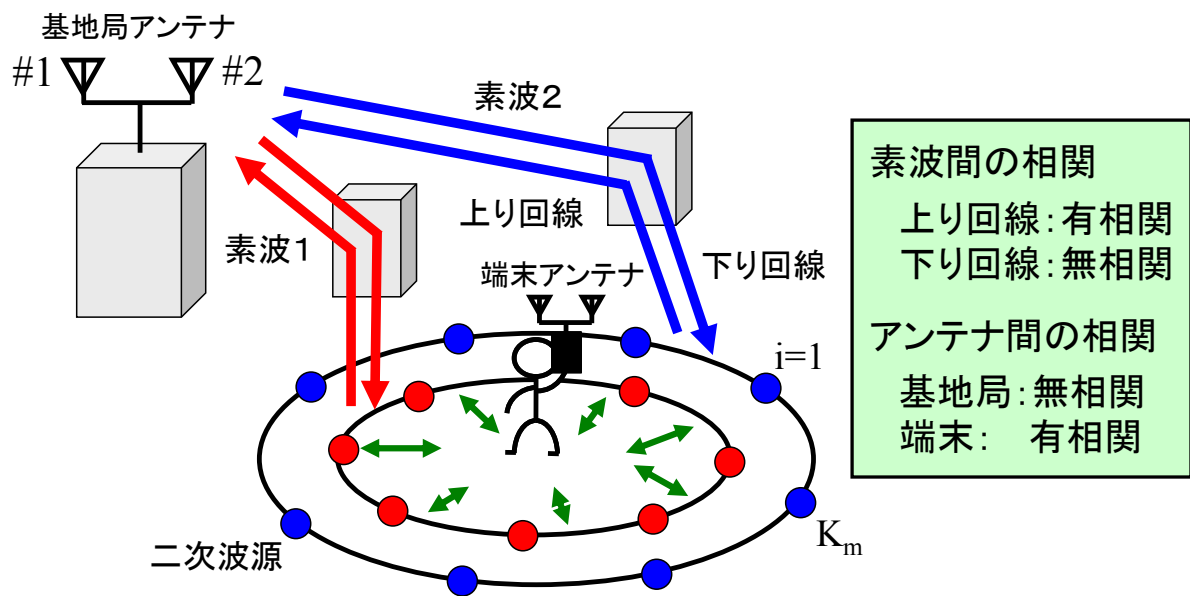 基地局アンテナ
#1
#2
素波2
素波1
上り回線
下り回線
端末アンテナ
i=1
Km
二次波源
素波間の相関
上り回線:有相関
下り回線:無相関
アンテナ間の相関
基地局:無相関
端末: 有相関